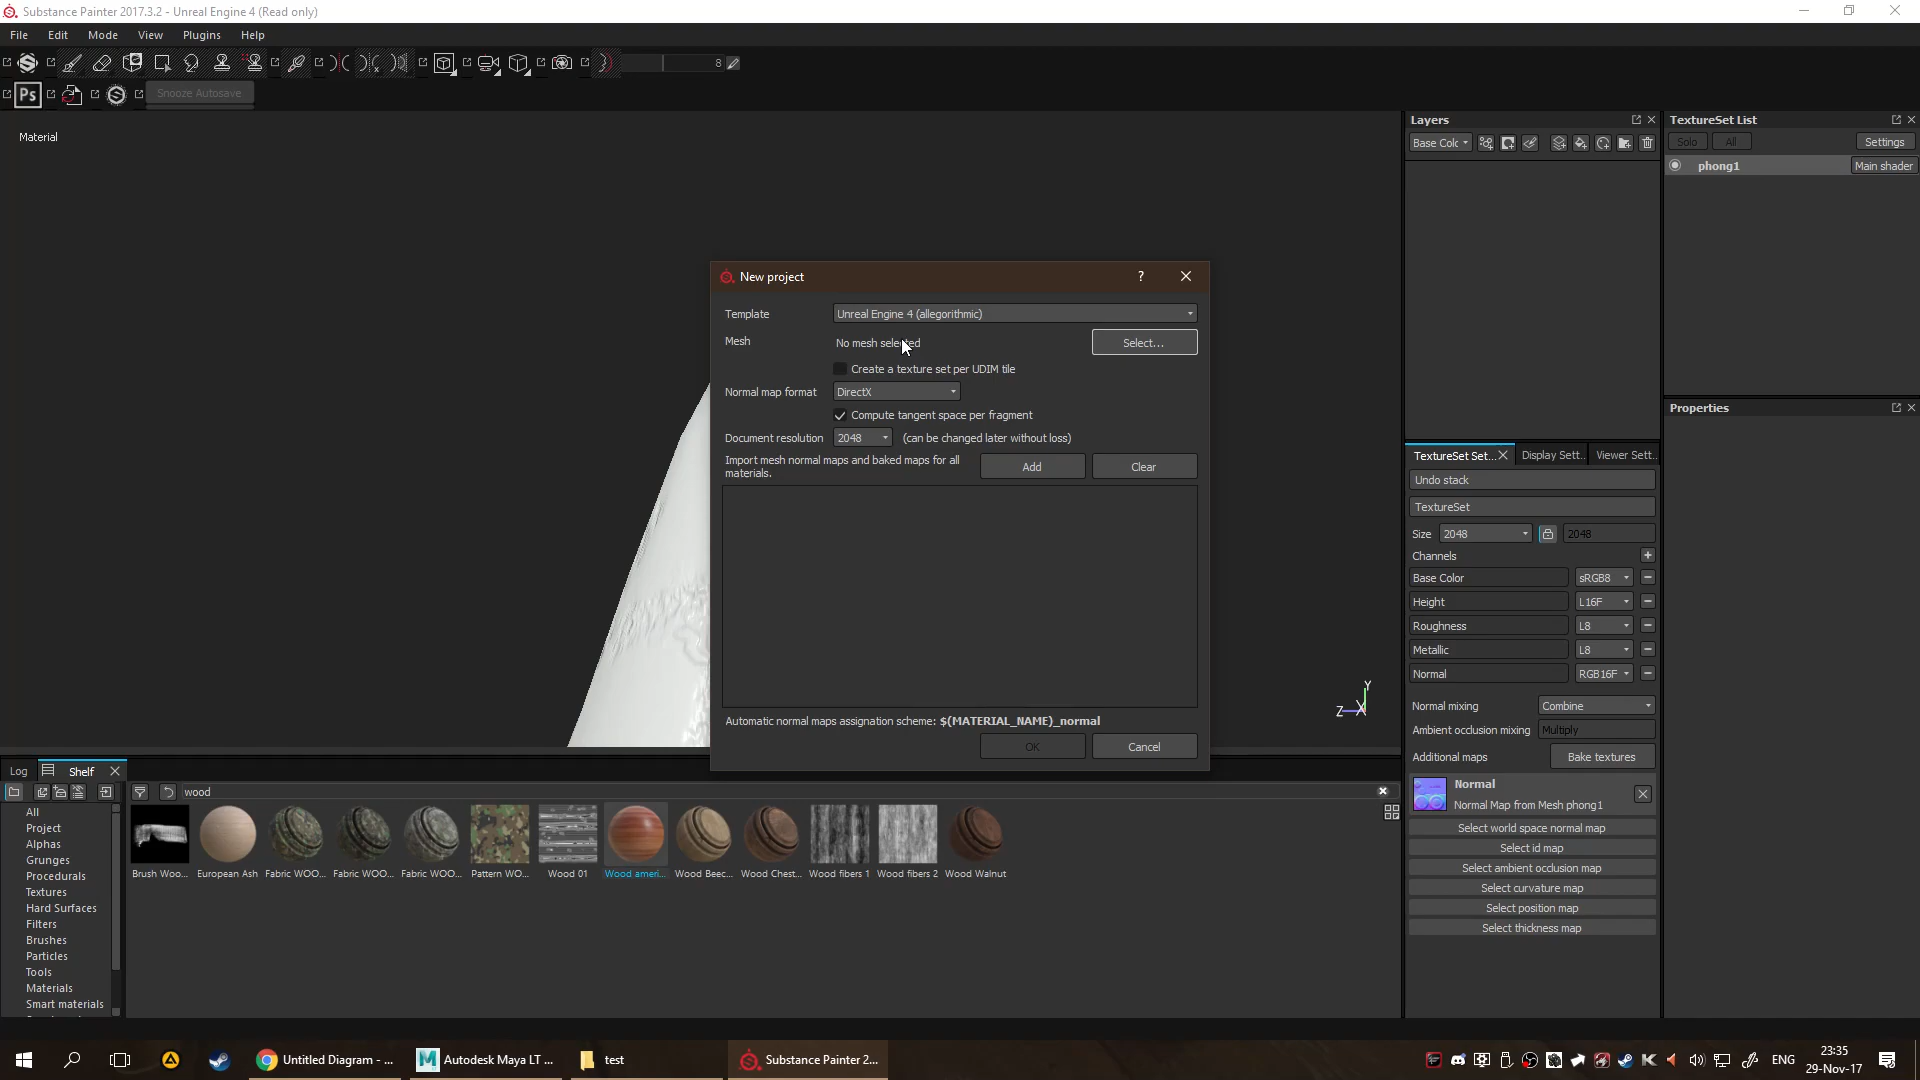 Substance Painter 2017.3.2 - Unreal Engine 4 (Read only)
File Edit Mode View Plugins Help
8
Ps Snooze Autosave
Material
New project ?
Template Unreal Engine 4 (allegorithmic)
Mesh No mesh selected Select...
Create a texture set per UDIM tile
Normal map format DirectX
Compute tangent space per fragment
Document resolution 2048 (can be changed later without loss)
Import mesh normal maps and baked maps for all
materials.
Add Clear
Automatic normal maps assignation scheme: $(MATERIAL_NAME)_normal
OK Cancel
Y
Z X
Layers
Base Colc
TextureSet List
Solo All Settings
phong1 Main shader
Properties
TextureSet Set... Display Sett.. Viewer Sett..
Undo stack
TextureSet
Size 2048 2048
Channels
Base Color sRGB8
Height L16F
Roughness L8
Metallic L8
Normal RGB16F
Normal mixing Combine
Ambient occlusion mixing Multiply
Additional maps Bake textures
Normal
Normal Map from Mesh phong1
Select world space normal map
Select id map
Select ambient occlusion map
Select curvature map
Select position map
Select thickness map
Log Shelf
wood
All
Project
Alphas
Grunges
Procedurals
Textures
Hard Surfaces
Filters
Brushes
Particles
Tools
Materials
Smart materials
Brush Woo... European Ash Fabric WOO... Fabric WOO... Fabric WOO... Pattern WO... Wood 01 Wood ameri... Wood Beec... Wood Chest... Wood fibers 1 Wood fibers 2 Wood Walnut
Untitled Diagram - ... Autodesk Maya LT ... test Substance Painter 2...
ENG
23:35
29-Nov-17